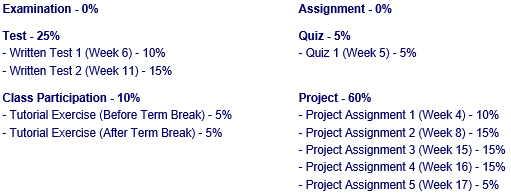 Examination - 0%
Test - 25%
- Written Test 1 (Week 6) - 10%
- Written Test 2 (Week 11) - 15%
Class Participation - 10%
- Tutorial Exercise (Before Term Break) - 5%
- Tutorial Exercise (After Term Break) - 5%
Assignment - 0%
Quiz - 5%
- Quiz 1 (Week 5) - 5%
Project - 60%
- Project Assignment 1 (Week 4) - 10%
- Project Assignment 2 (Week 8) - 15%
- Project Assignment 3 (Week 15) - 15%
- Project Assignment 4 (Week 16) - 15%
- Project Assignment 5 (Week 17) - 5%